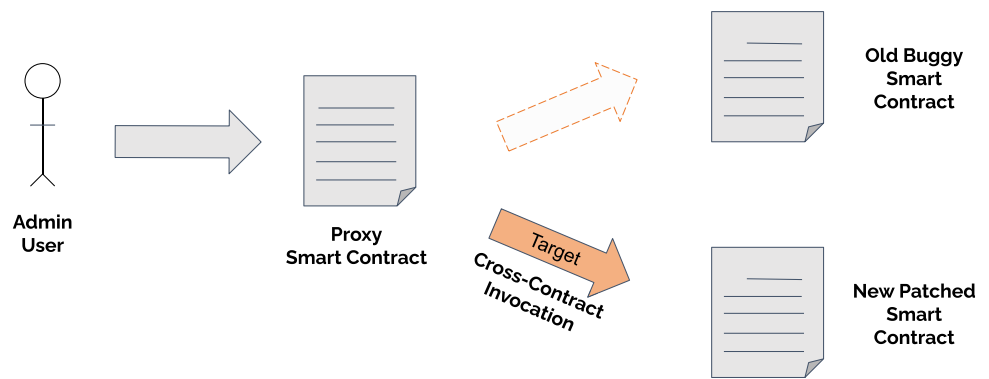 Admin
User
Proxy
Smart Contract
Target
Cross-Contract
Invocation
Old Buggy
Smart
Contract
New Patched
Smart
Contract